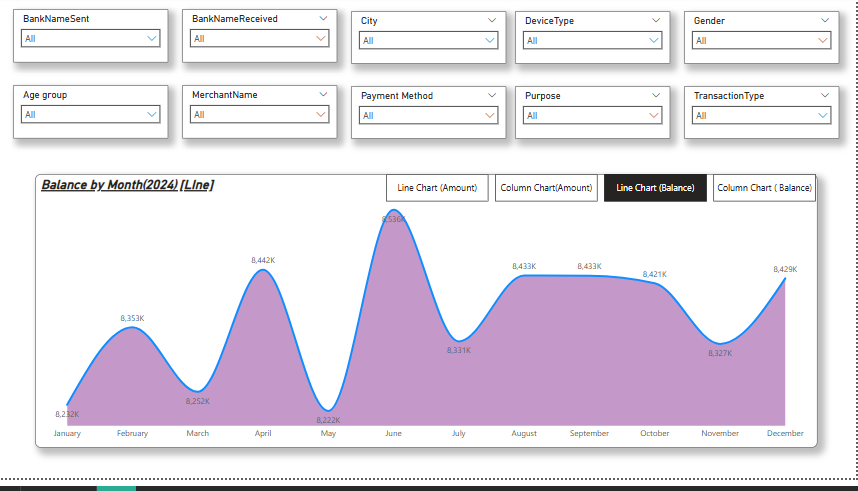 BankNameSent
BankNameReceived
City
DeviceType
Gender
All
All
All
All
All
Age group
MerchantName
Payment Method
Purpose
TransactionType
All
All
All
All
All
Balance by Month(2024) [LIne]
Line Chart (Amount)
Column Chart(Amount)
Line Chart (Balance)
Column Chart ( Balance)
8,536K
8,442K
8,433K
8,433K
8,421K
8,429K
8,353K
8,331K
8,327K
8,252K
8,232K
8,222K
January February March April May June July August September October November December